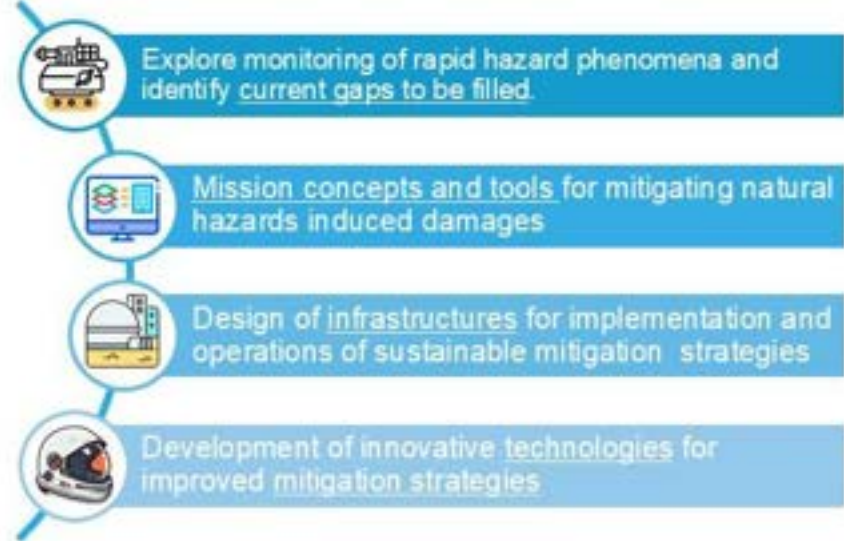 Explore monitoring of rapid hazard phenomena and
identify current gaps to be filled.
Mission concepts and tools for mitigating natural
hazards induced damages
Design of infrastructures for implementation and
operations of sustainable mitigation strategies
Development of innovative technologies for
improved mitigation strategies